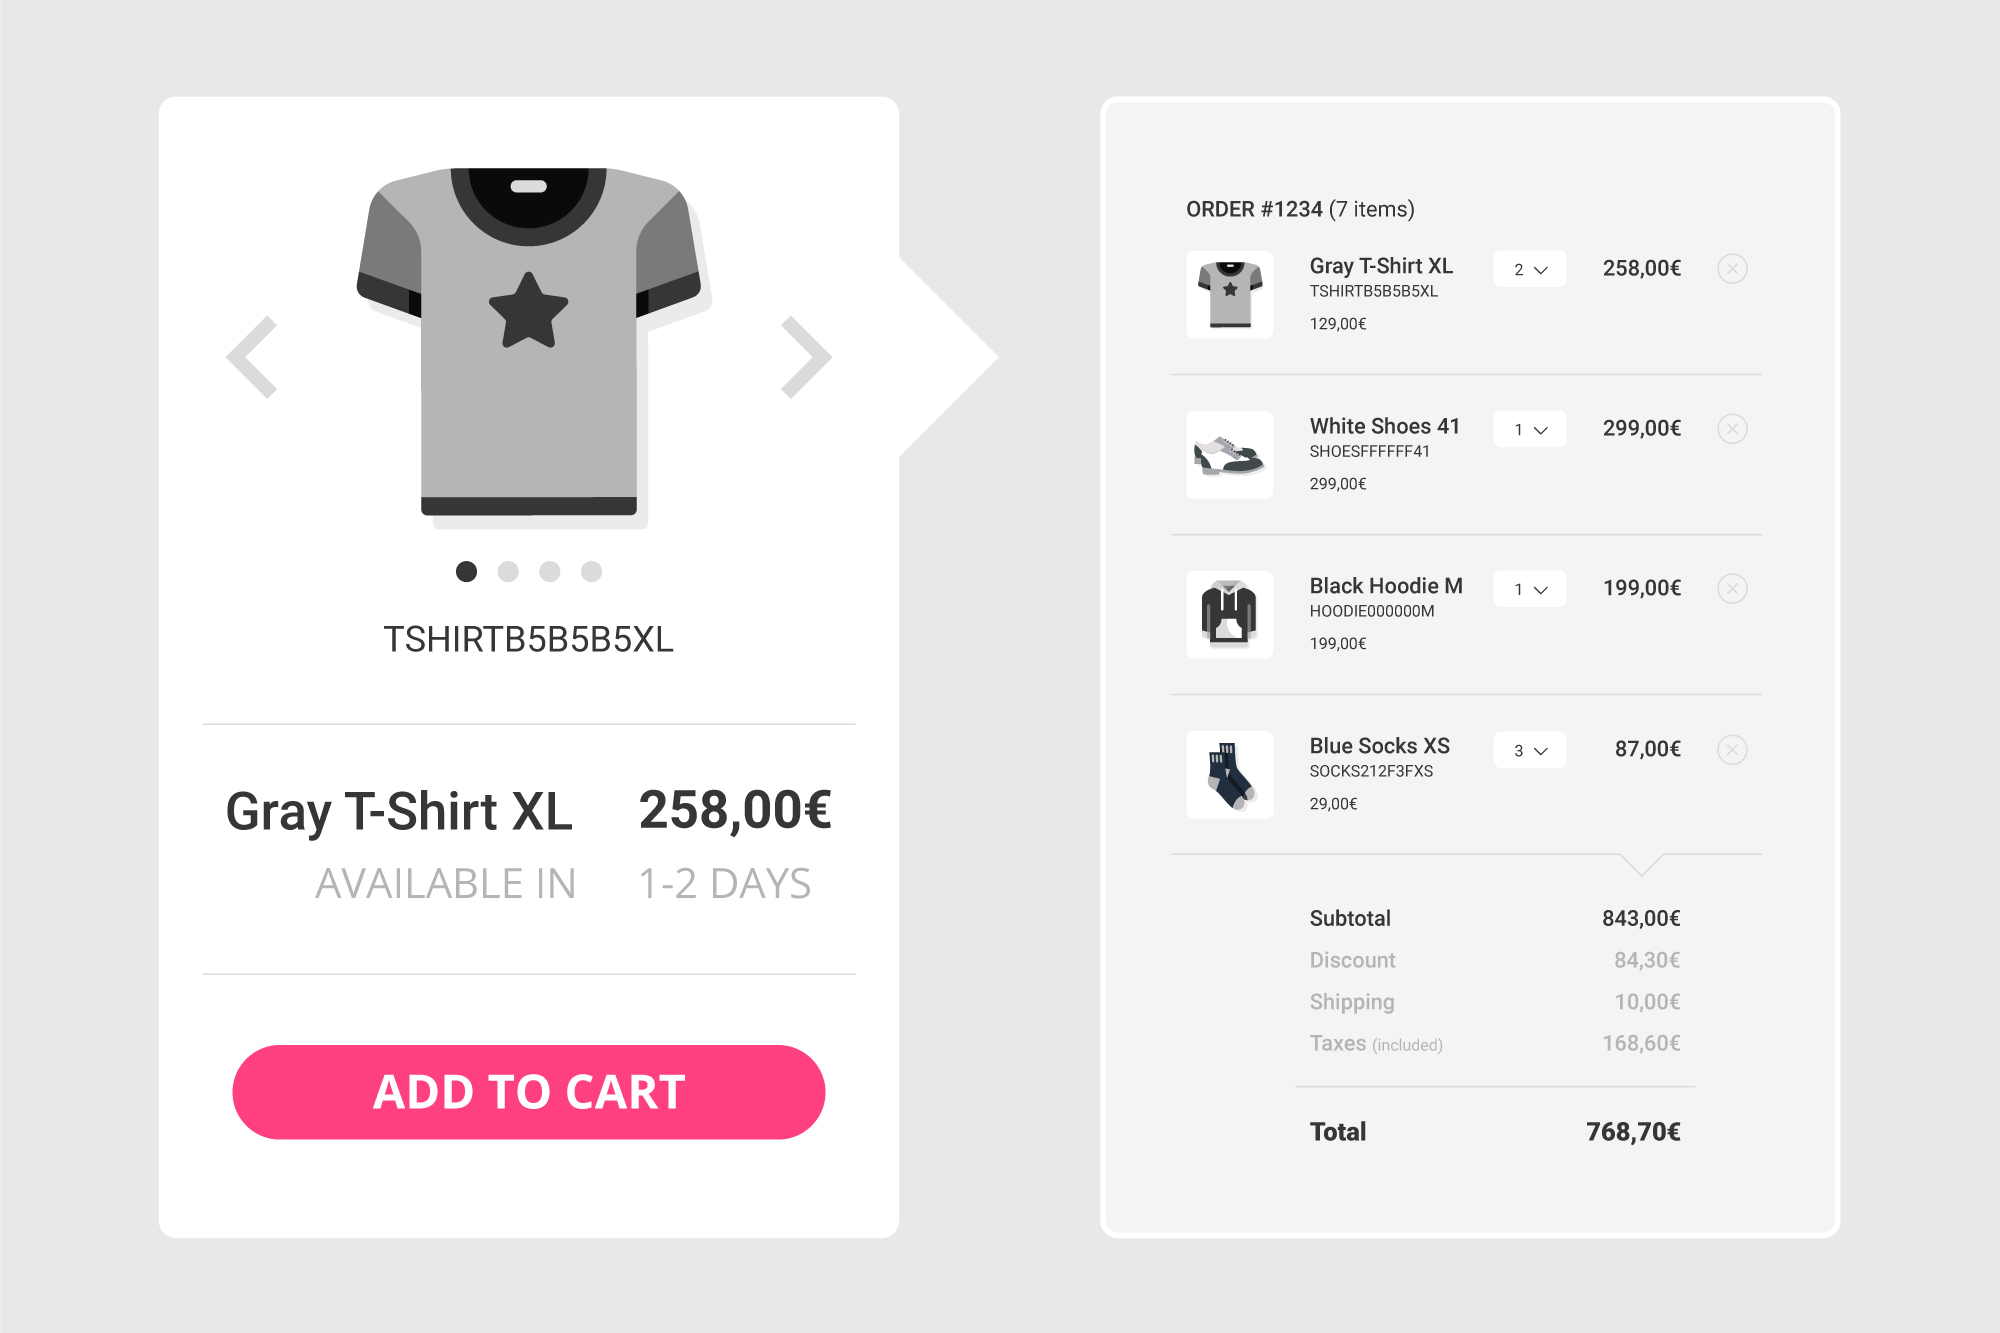 TSHIRTB5B5B5XL
Gray T-Shirt XL 258,00€
AVAILABLE IN 1-2 DAYS
ADD TO CART
ORDER #1234 (7 items)
Gray T-Shirt XL 2 258,00€
TSHIRTB5B5B5XL
129,00€
White Shoes 41 1 299,00€
SHOESFFFFFF41
299,00€
Black Hoodie M 1 199,00€
HOODIE000000M
199,00€
Blue Socks XS 3 87,00€
SOCKS212F3FXS
29,00€
Subtotal 843,00€
Discount 84,30€
Shipping 10,00€
Taxes (included) 168,60€
Total 768,70€